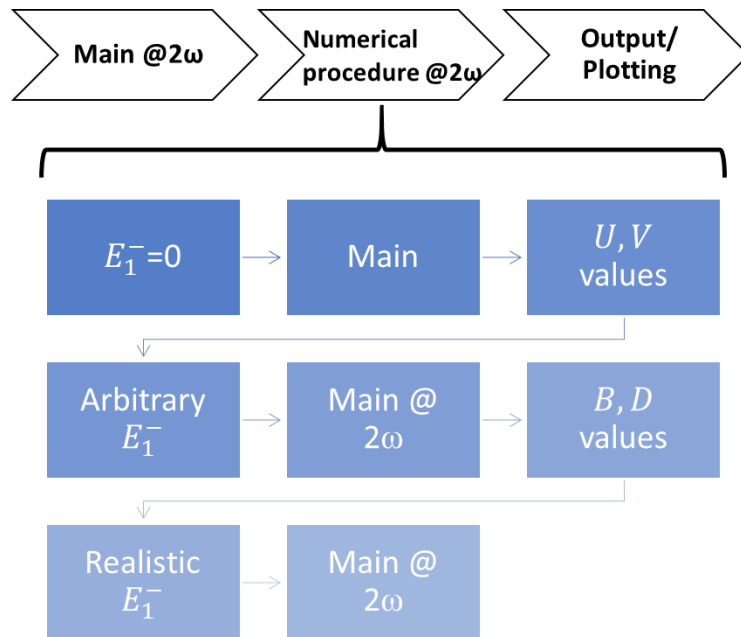 Main @2ω
Numerical
procedure @2ω
Output/
Plotting
E₁⁻=0
Main
U, V
values
Arbitrary
E₁⁻
Main @
2ω
B, D
values
Realistic
E₁⁻
Main @
2ω